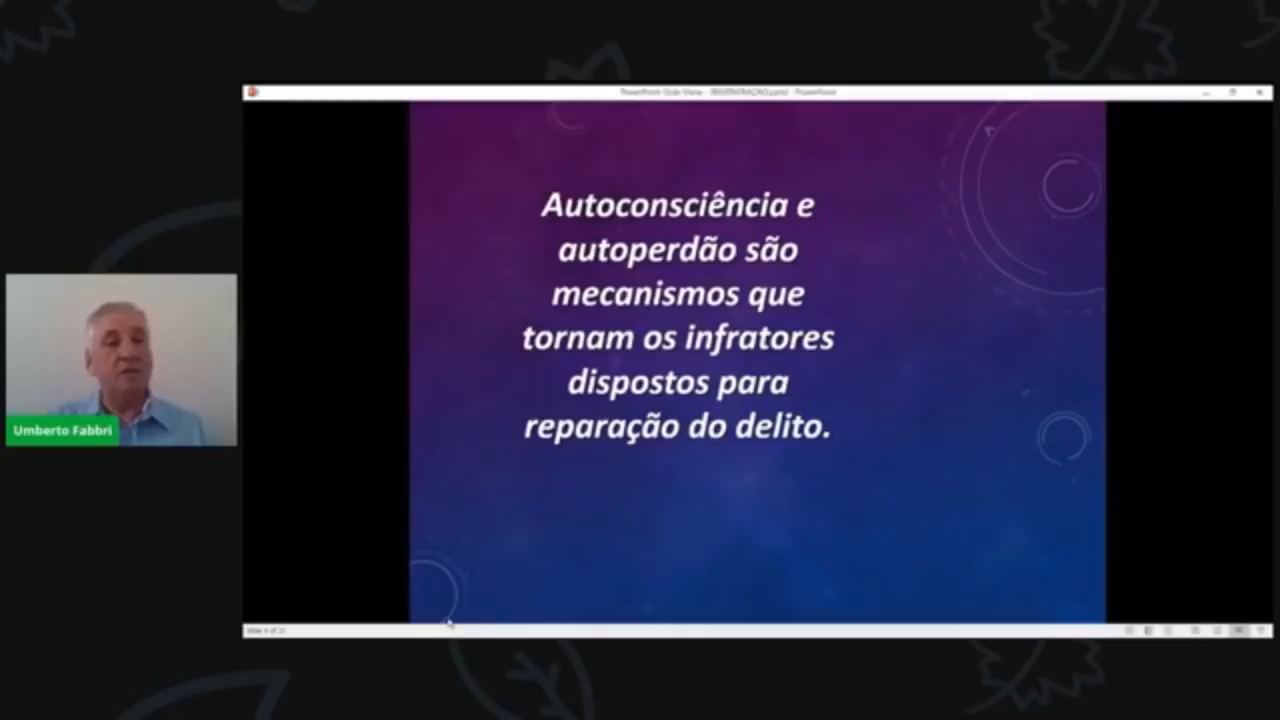 Autoconsciência e
autoperdão são
mecanismos que
tornam os infratores
dispostos para
reparação do delito.
Umberto Fabbri